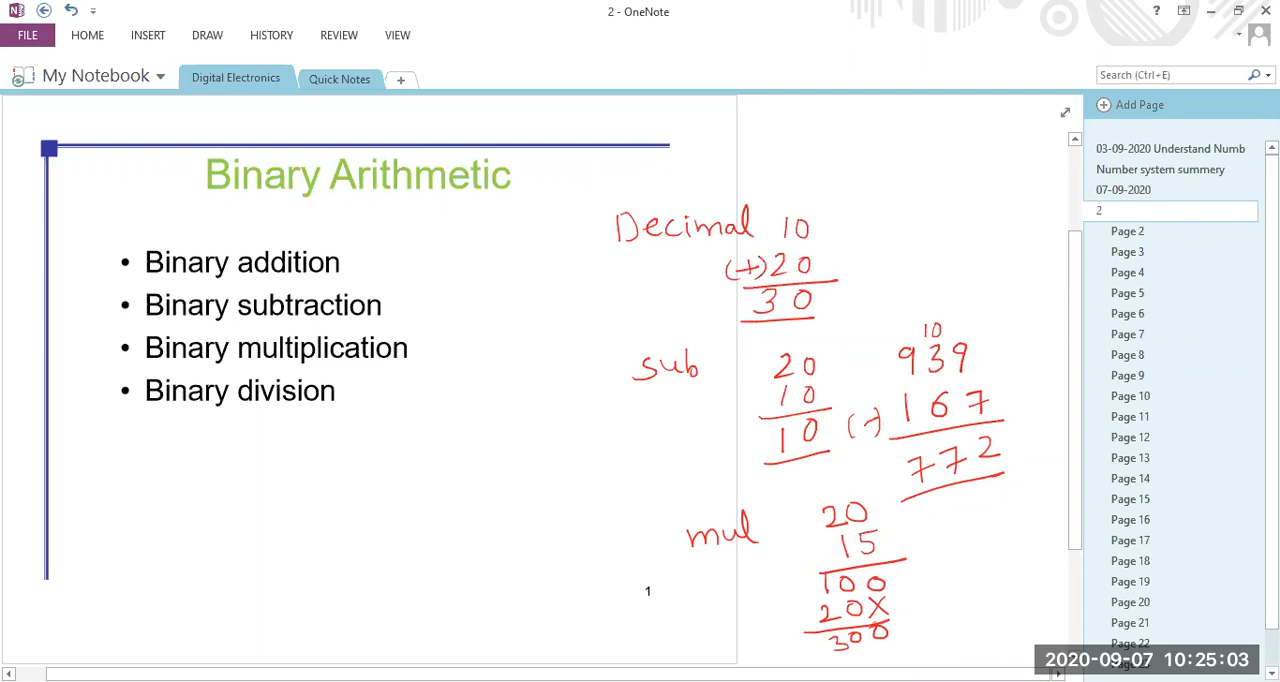 2 - OneNote
?
FILE
HOME
INSERT
DRAW
HISTORY
REVIEW
VIEW
My Notebook
Digital Electronics
Quick Notes
+
Search (Ctrl+E)
Add Page
03-09-2020 Understand Numb
Number system summery
07-09-2020
2
Page 2
Page 3
Page 4
Page 5
Page 6
Page 7
Page 8
Page 9
Page 10
Page 11
Page 12
Page 13
Page 14
Page 15
Page 16
Page 17
Page 18
Page 19
Page 20
Page 21
Page 22
Binary Arithmetic
• Binary addition
• Binary subtraction
• Binary multiplication
• Binary division
1
Decimal 10
(+) 20
30
sub
20
10
10
10
939
(-) 167
772
mul
20
15
100
20X
300
2020-09-07 10:25:03